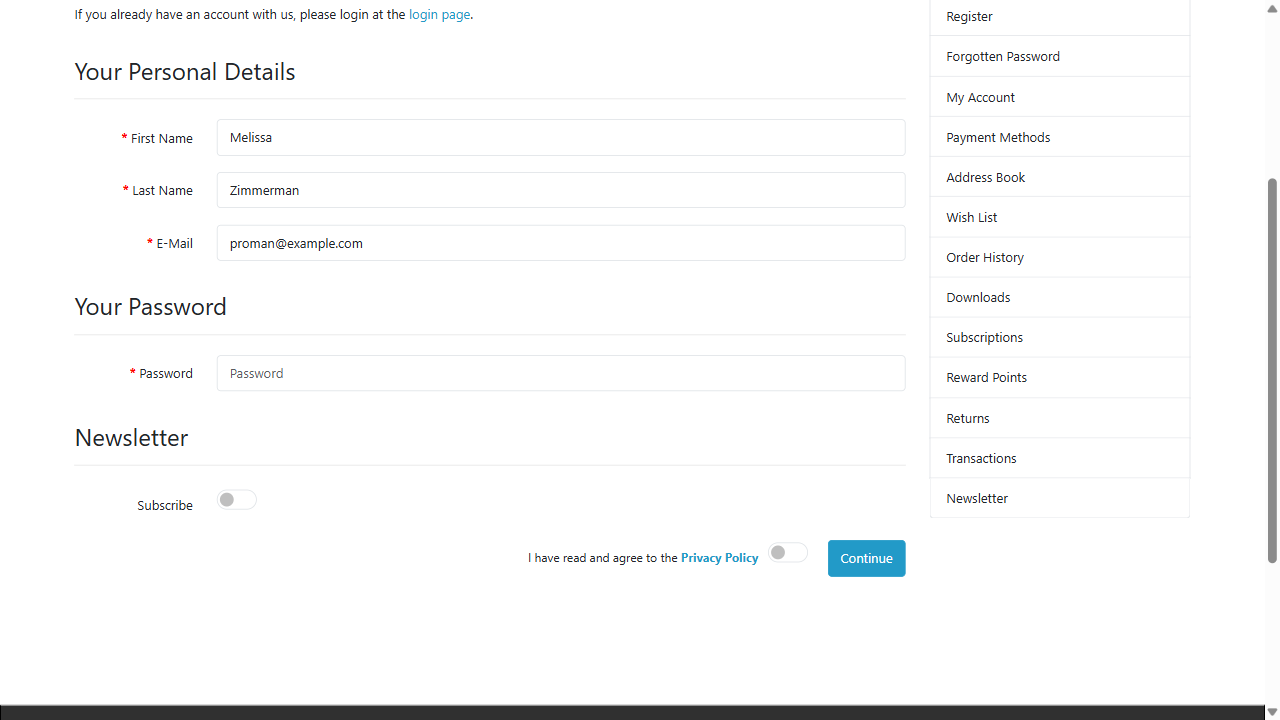 If you already have an account with us, please login at the login page.
Your Personal Details
* First Name
Melissa
* Last Name
Zimmerman
* E-Mail
proman@example.com
Your Password
* Password
Password
Newsletter
Subscribe
I have read and agree to the Privacy Policy
Continue
Register
Forgotten Password
My Account
Payment Methods
Address Book
Wish List
Order History
Downloads
Subscriptions
Reward Points
Returns
Transactions
Newsletter